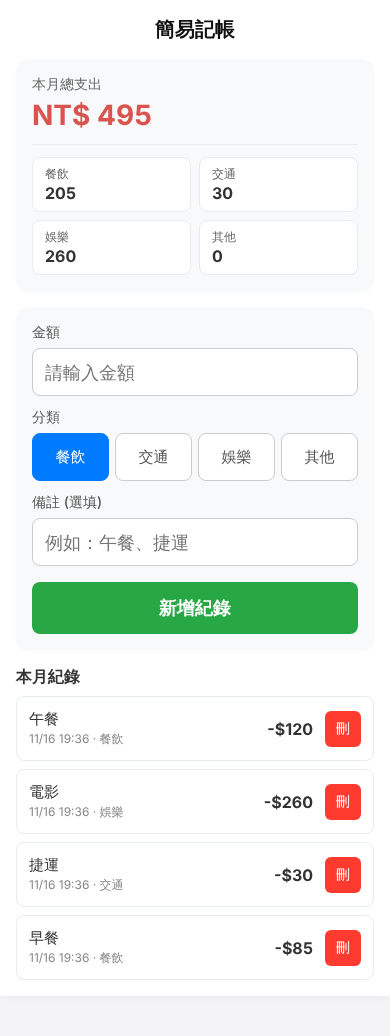 簡易記帳
本月總支出
NT$ 495
餐飲
205
交通
30
娛樂
260
其他
0
金額
請輸入金額
分類
餐飲 交通 娛樂 其他
備註 (選填)
例如：午餐、捷運
新增紀錄
本月紀錄
午餐
11/16 19:36 · 餐飲
-$120
刪
電影
11/16 19:36 · 娛樂
-$260
刪
捷運
11/16 19:36 · 交通
-$30
刪
早餐
11/16 19:36 · 餐飲
-$85
刪